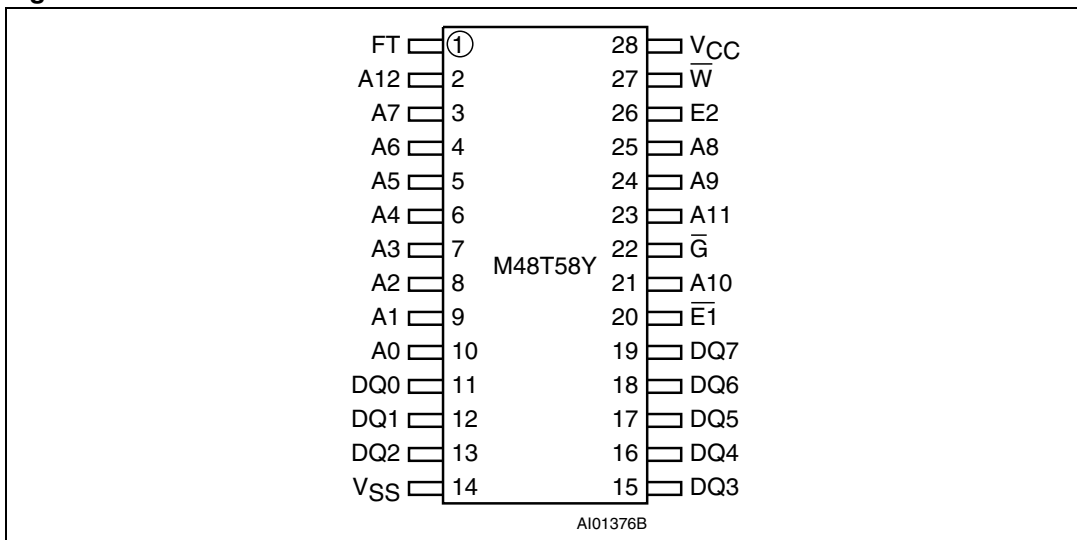 FT 1 28 VCC
A12 2 27 W̅
A7 3 26 E2
A6 4 25 A8
A5 5 24 A9
A4 6 23 A11
A3 7 22 G̅
M48T58Y
A2 8 21 A10
A1 9 20 E̅1̅
A0 10 19 DQ7
DQ0 11 18 DQ6
DQ1 12 17 DQ5
DQ2 13 16 DQ4
VSS 14 15 DQ3
AI01376B